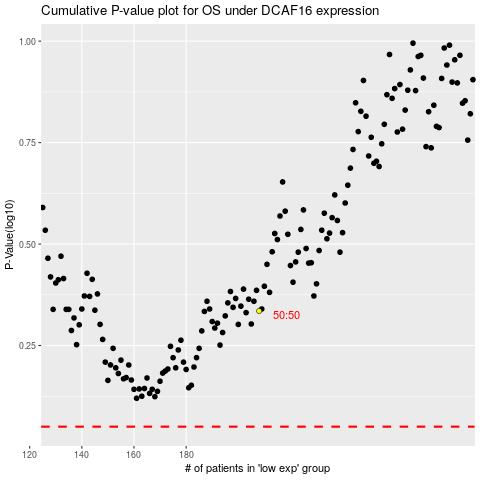 Cumulative P-value plot for OS under DCAF16 expression
P-Value(log10)
1.00
0.75
0.50
0.25
50:50
120 140 160 180
# of patients in 'low exp' group